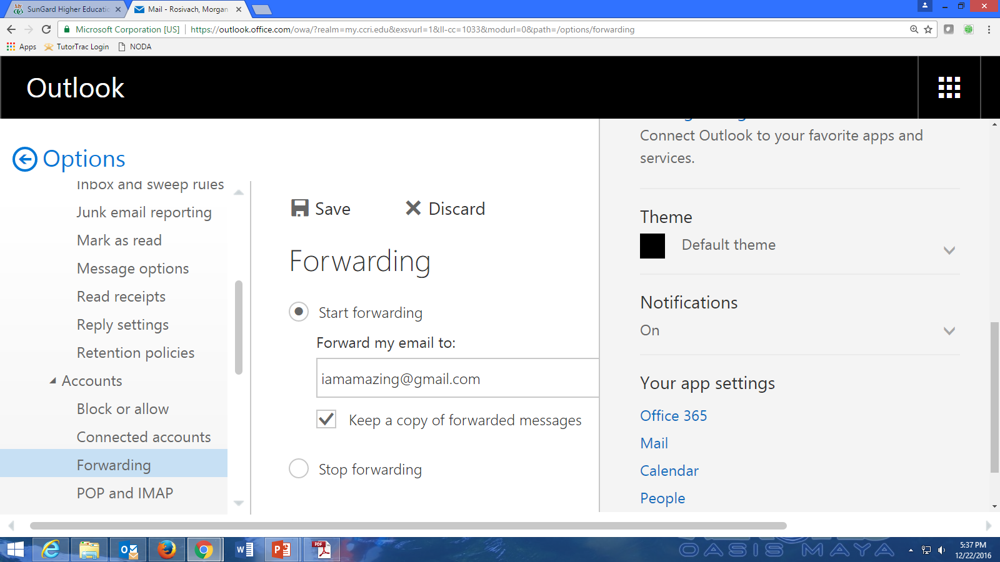 SunGard Higher Educatic
Mail - Rosivach, Morgan
Microsoft Corporation [US]
https://outlook.office.com/owa/?realm=my.ccri.edu&exsvurl=1&ll-cc=1033&modurl=0&path=/options/forwarding
Apps
TutorTrac Login
NODA
Outlook
Options
Inbox and sweep rules
Junk email reporting
Mark as read
Message options
Read receipts
Reply settings
Retention policies
Accounts
Block or allow
Connected accounts
Forwarding
POP and IMAP
Save
Discard
Forwarding
Start forwarding
Forward my email to:
iamamazing@gmail.com
Keep a copy of forwarded messages
Stop forwarding
Connect Outlook to your favorite apps and
services.
Theme
Default theme
Notifications
On
Your app settings
Office 365
Mail
Calendar
People
OASIS MAYA
5:37 PM
12/22/2016